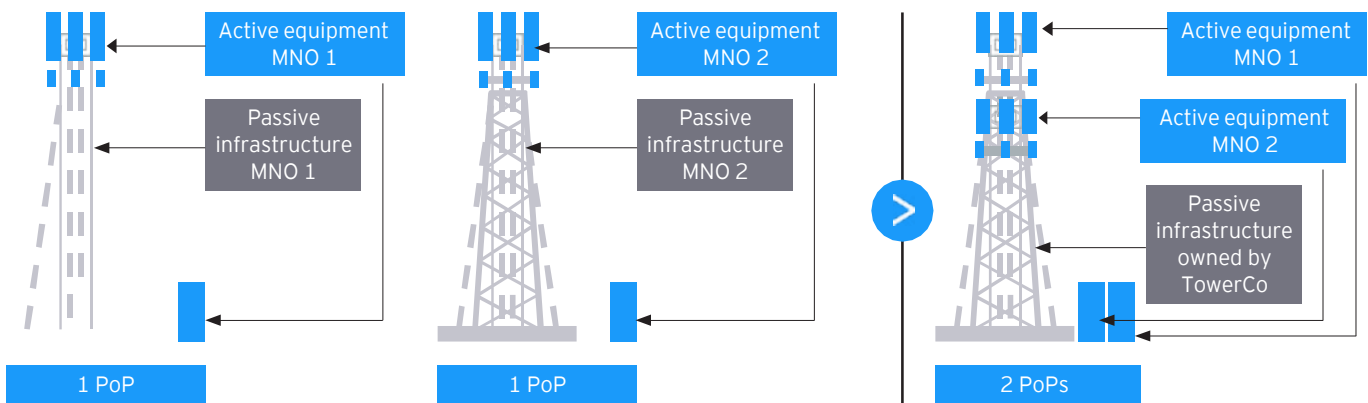 Active equipment
MNO 1
Passive
infrastructure
MNO 1
1 PoP
Active equipment
MNO 2
Passive
infrastructure
MNO 2
1 PoP
>
Active equipment
MNO 1
Active equipment
MNO 2
Passive
infrastructure
owned by
TowerCo
2 PoPs